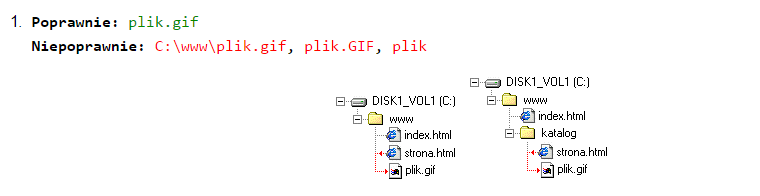 1. Poprawnie: plik.gif
Niepoprawnie: C:\www\plik.gif, plik.GIF, plik
DISK1_VOL1 (C:)
www
index.html
strona.html
plik.gif
DISK1_VOL1 (C:)
www
index.html
katalog
strona.html
plik.gif